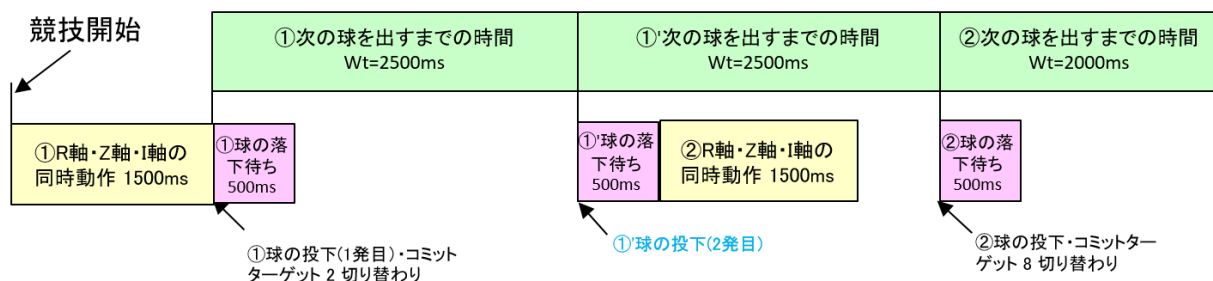 競技開始
①次の球を出すまでの時間
Wt=2500ms
①'次の球を出すまでの時間
Wt=2500ms
②次の球を出すまでの時間
Wt=2000ms
①R軸・Z軸・I軸の
同時動作 1500ms
①球の落
下待ち
500ms
①'球の落
下待ち
500ms
②R軸・Z軸・I軸の
同時動作 1500ms
②球の落
下待ち
500ms
①球の投下(1発目)・コミット
ターゲット 2 切り替わり
①'球の投下(2発目)
②球の投下・コミットター
ゲット 8 切り替わり